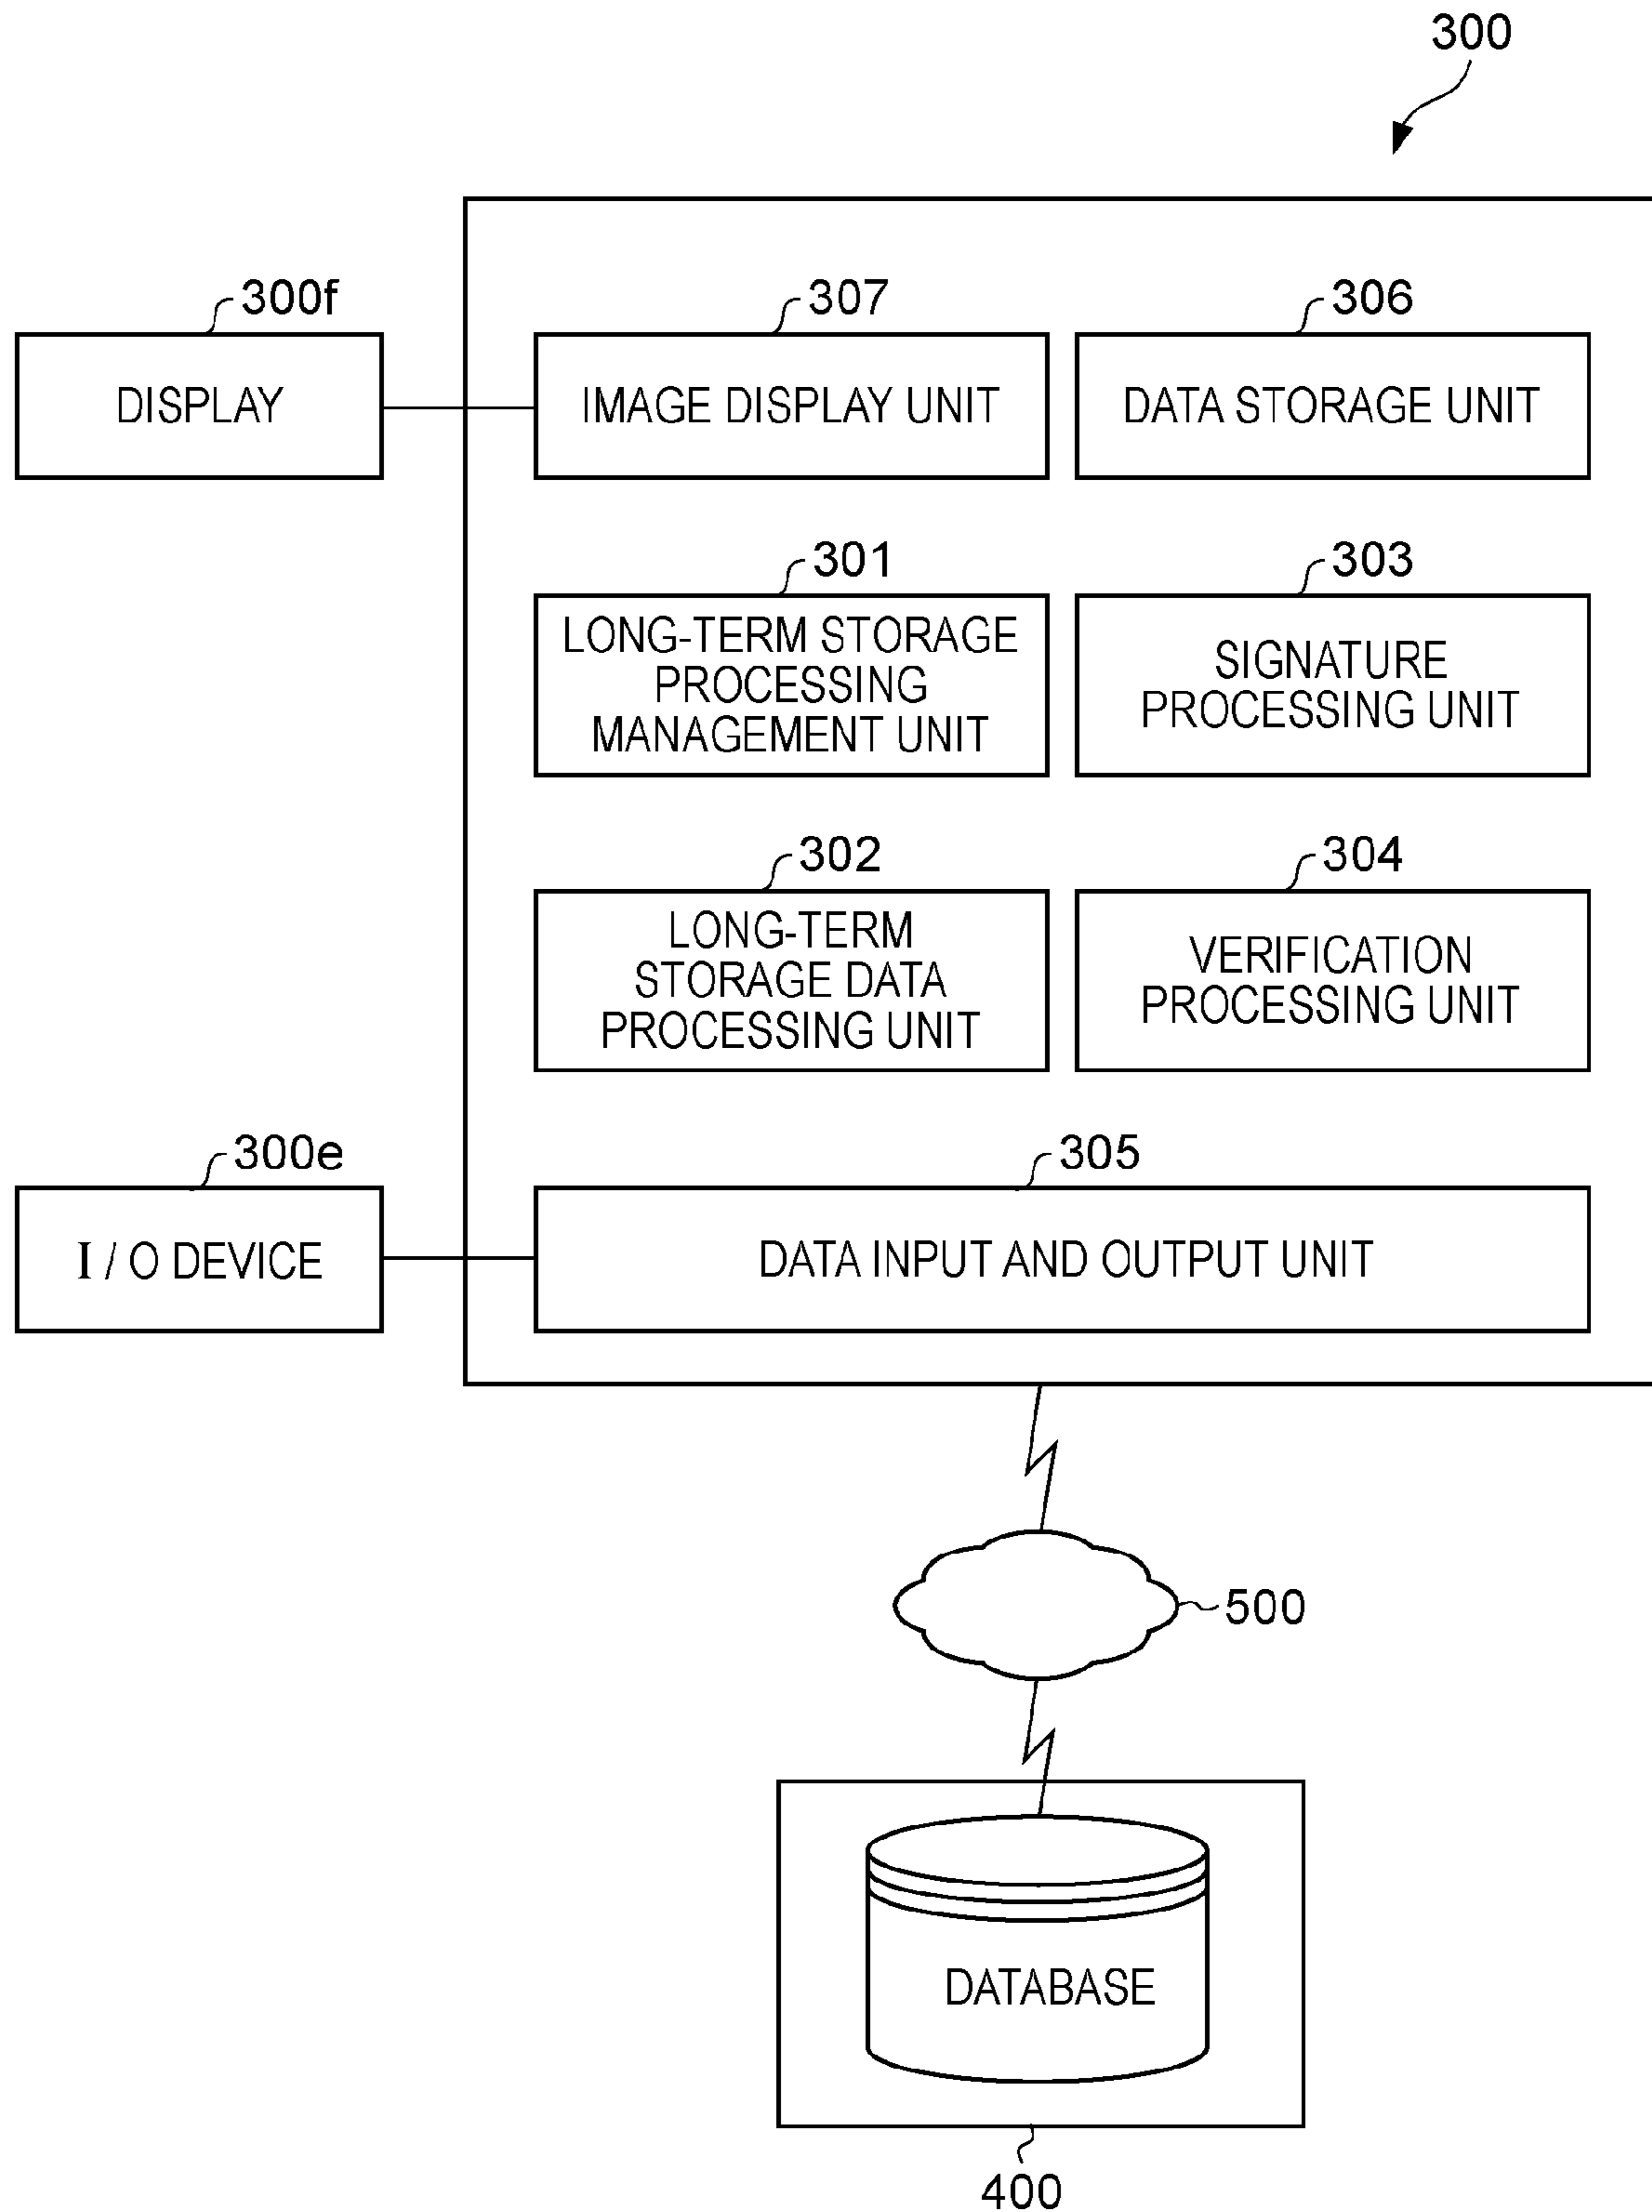 300
300f
307
306
DISPLAY
IMAGE DISPLAY UNIT
DATA STORAGE UNIT
301
303
LONG-TERM STORAGE
PROCESSING
MANAGEMENT UNIT
SIGNATURE
PROCESSING UNIT
302
304
LONG-TERM
STORAGE DATA
PROCESSING UNIT
VERIFICATION
PROCESSING UNIT
300e
305
I / O DEVICE
DATA INPUT AND OUTPUT UNIT
500
DATABASE
400